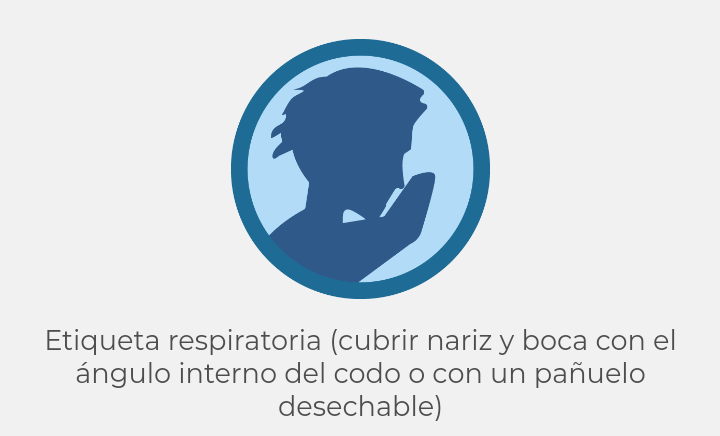 Etiqueta respiratoria (cubrir nariz y boca con el
ángulo interno del codo o con un pañuelo
desechable)